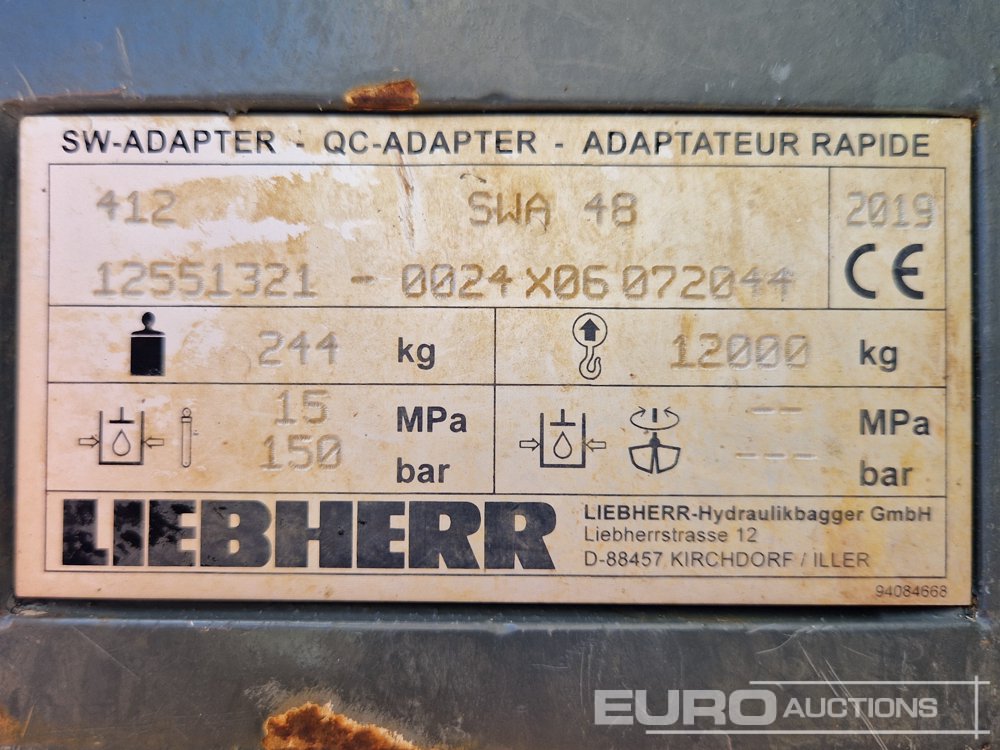 SW-ADAPTER - QC-ADAPTER - ADAPTATEUR RAPIDE
412 SWA 48 2019
12551321 - 0024 X06 072044 CE
244 kg 12000 kg
15 MPa -- MPa
150 bar --- bar
LIEBHERR LIEBHERR-Hydraulikbagger GmbH
Liebherrstrasse 12
D-88457 KIRCHDORF / ILLER
94084668
EURO AUCTIONS